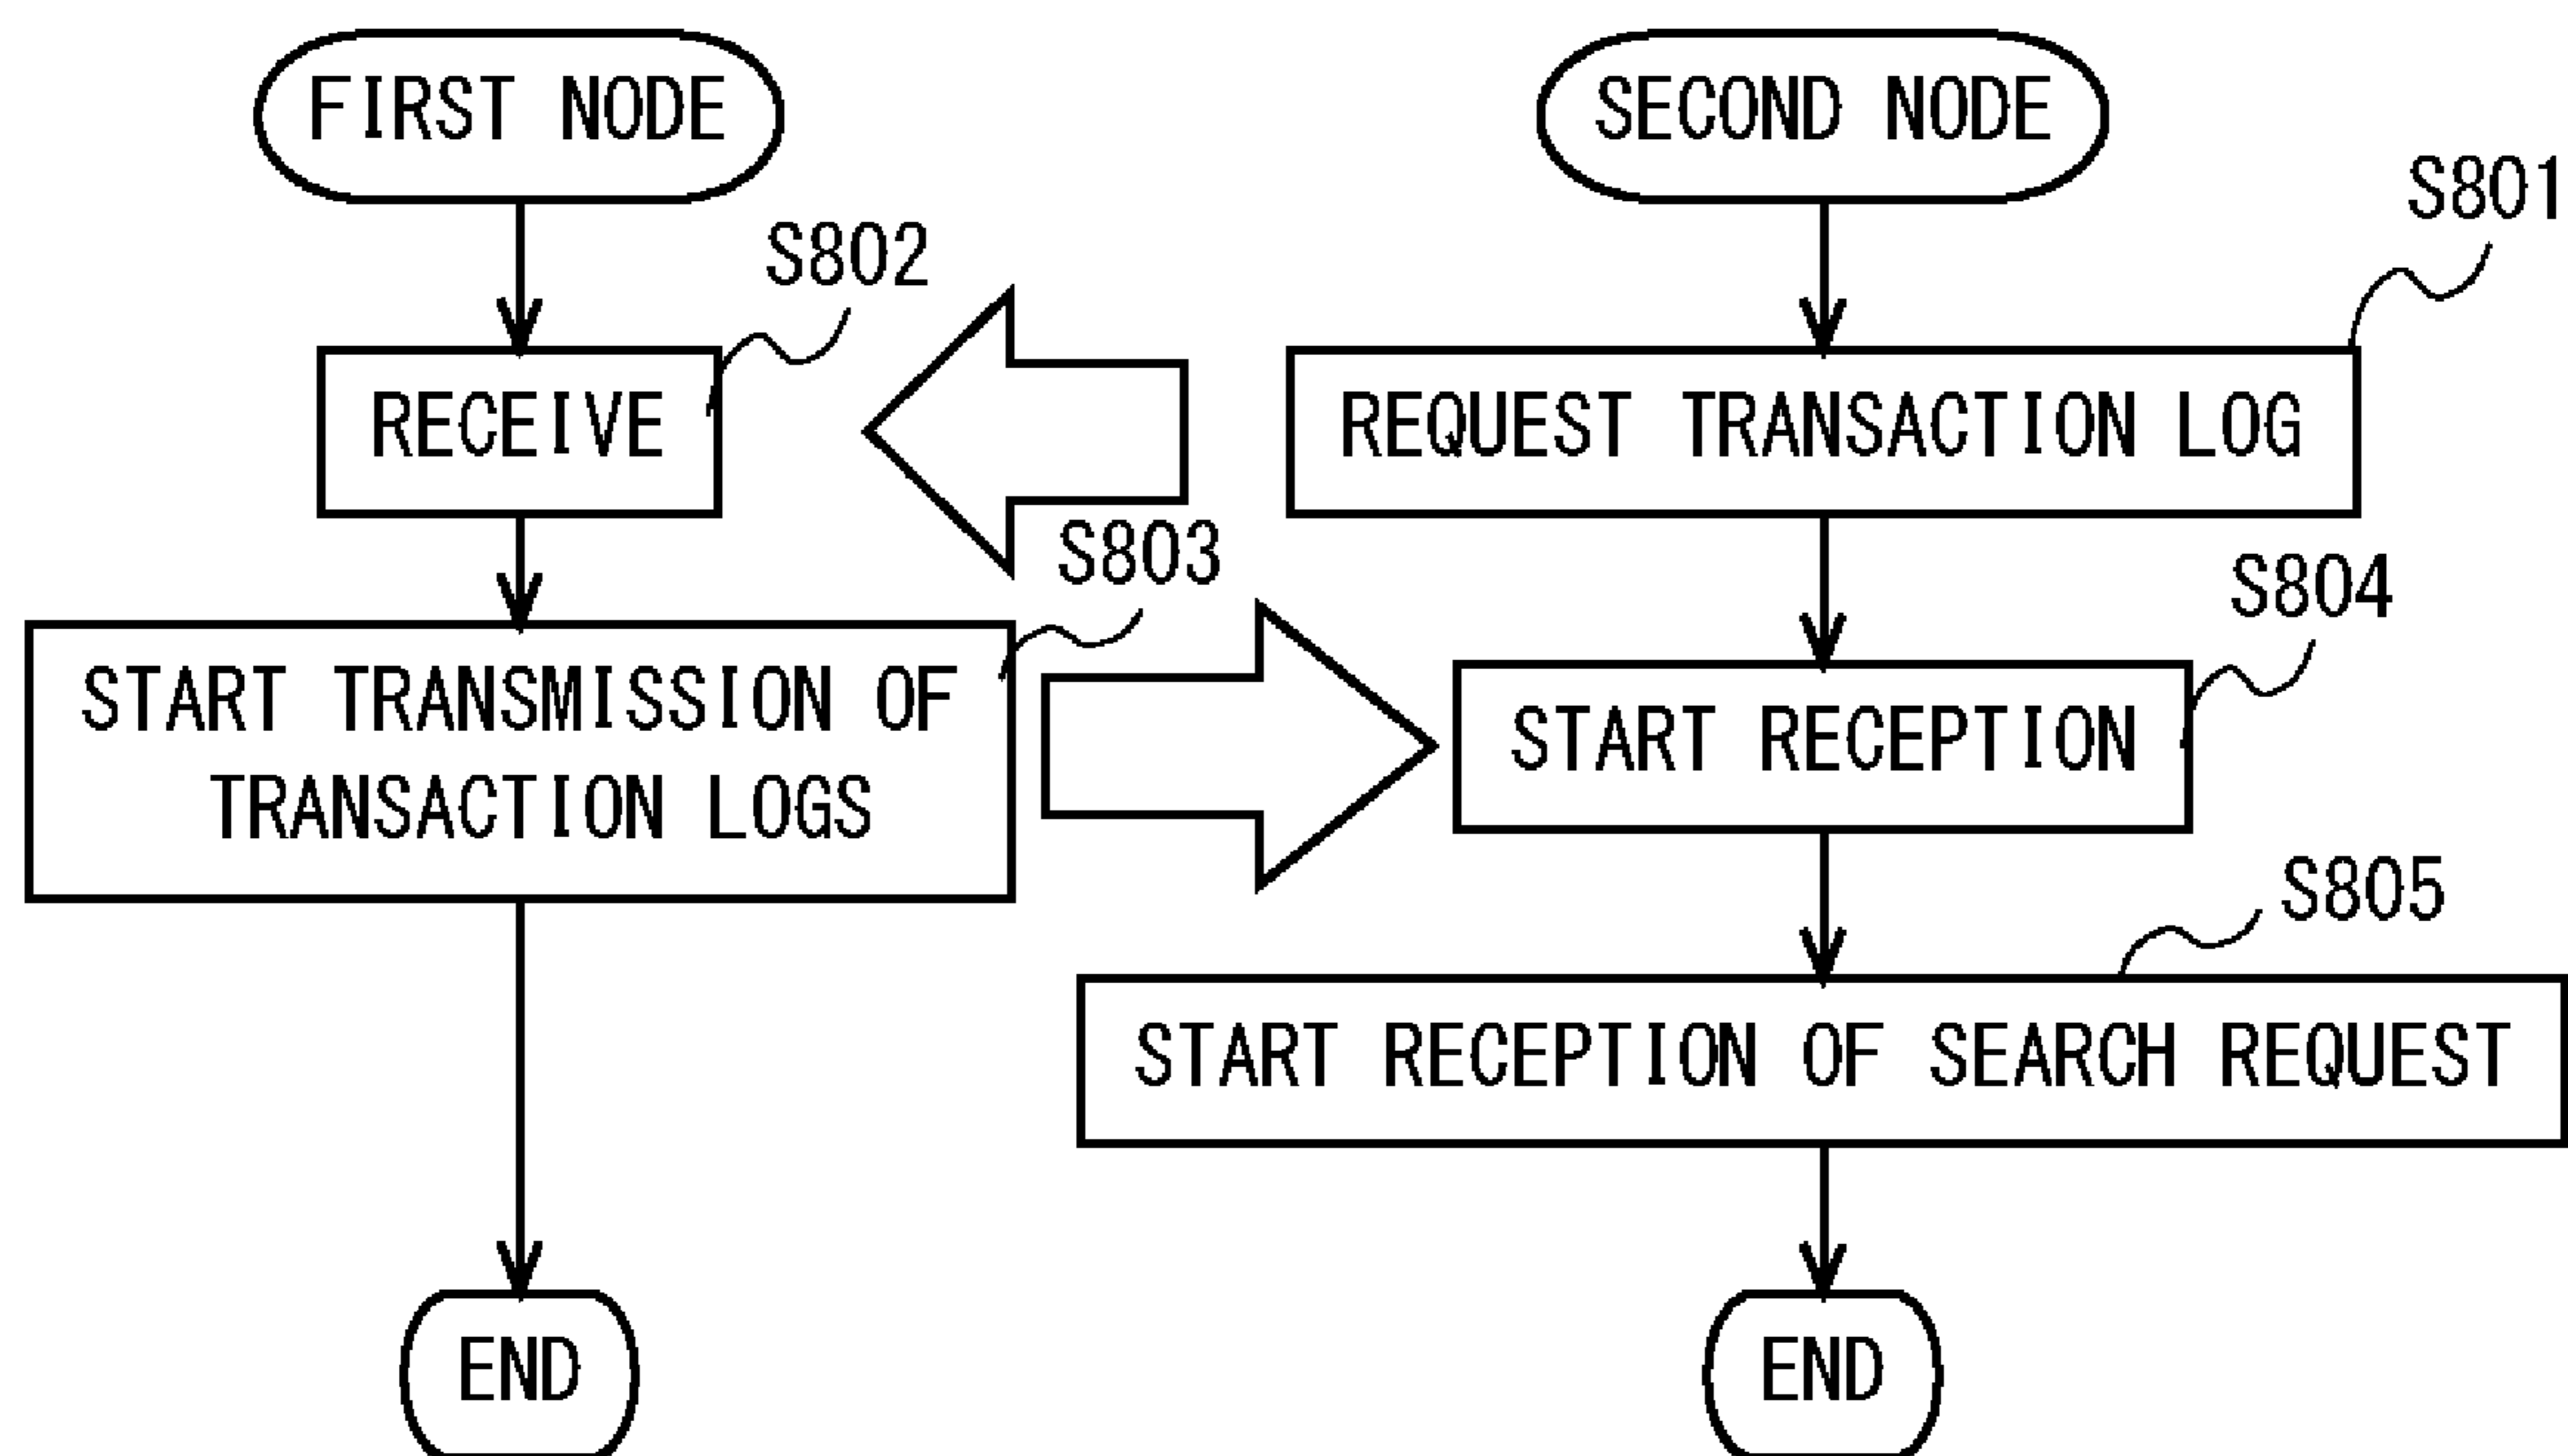 FIRST NODE
SECOND NODE
S801
S802
RECEIVE
REQUEST TRANSACTION LOG
S803
S804
START TRANSMISSION OF
TRANSACTION LOGS
START RECEPTION
S805
START RECEPTION OF SEARCH REQUEST
END
END